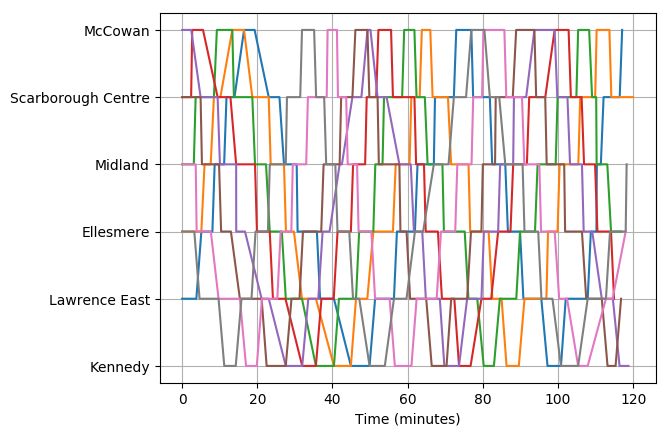 McCowan
Scarborough Centre
Midland
Ellesmere
Lawrence East
Kennedy
0 20 40 60 80 100 120
Time (minutes)